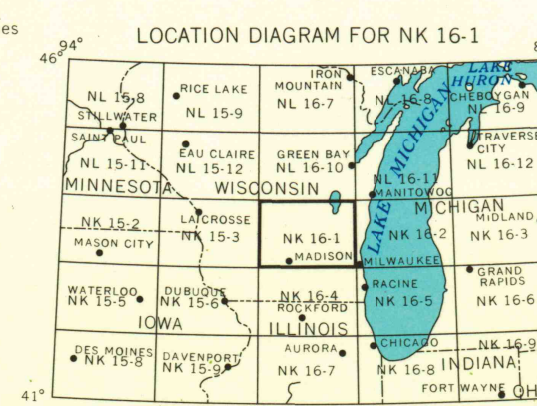 es
LOCATION DIAGRAM FOR NK 16-1
46° 94° 8
NL 15-8
STILLWATER
RICE LAKE
NL 15-9
IRON MOUNTAIN
NL 16-7
ESCANABA
NL 16-8
LAKE HURON
CHEBOYGAN
NL 16-9
SAINT PAUL
NL 15-11
EAU CLAIRE
NL 15-12
GREEN BAY
NL 16-10
LAKE MICHIGAN
NL 16-11
MANITOWOC
TRAVERSE CITY
NL 16-12
MINNESOTA
WISCONSIN
MICHIGAN
NK 15-2
MASON CITY
LA CROSSE
NK 15-3
NK 16-1
MADISON
NK 16-2
MILWAUKEE
MIDLAND
NK 16-3
WATERLOO
NK 15-5
DUBUQUE
NK 15-6
NK 16-4
ROCKFORD
RACINE
NK 16-5
GRAND RAPIDS
NK 16-6
IOWA
ILLINOIS
DES MOINES
NK 15-8
DAVENPORT
NK 15-9
AURORA
NK 16-7
CHICAGO
NK 16-8
NK 16-9
INDIANA
FORT WAYNE
OH
41°